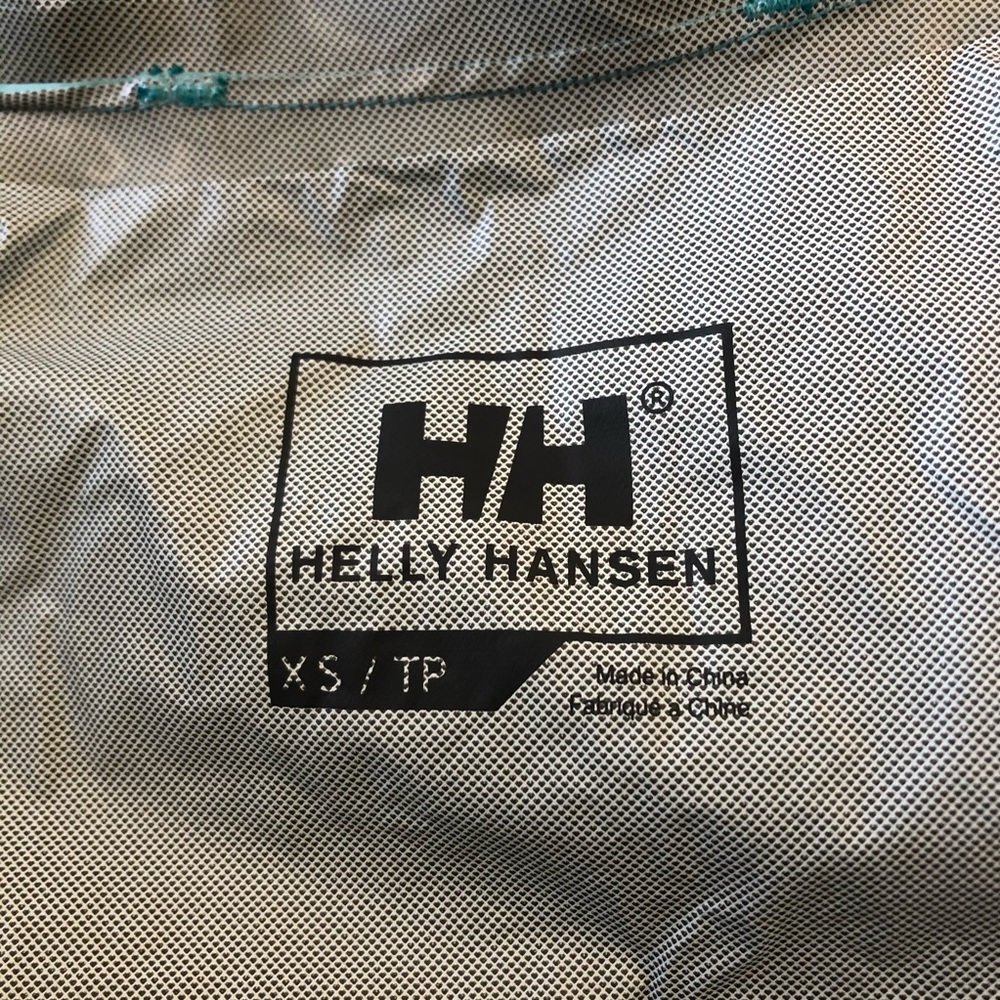 HH®
HELLY HANSEN
XS / TP
Made in China
Fabriqué à Chine